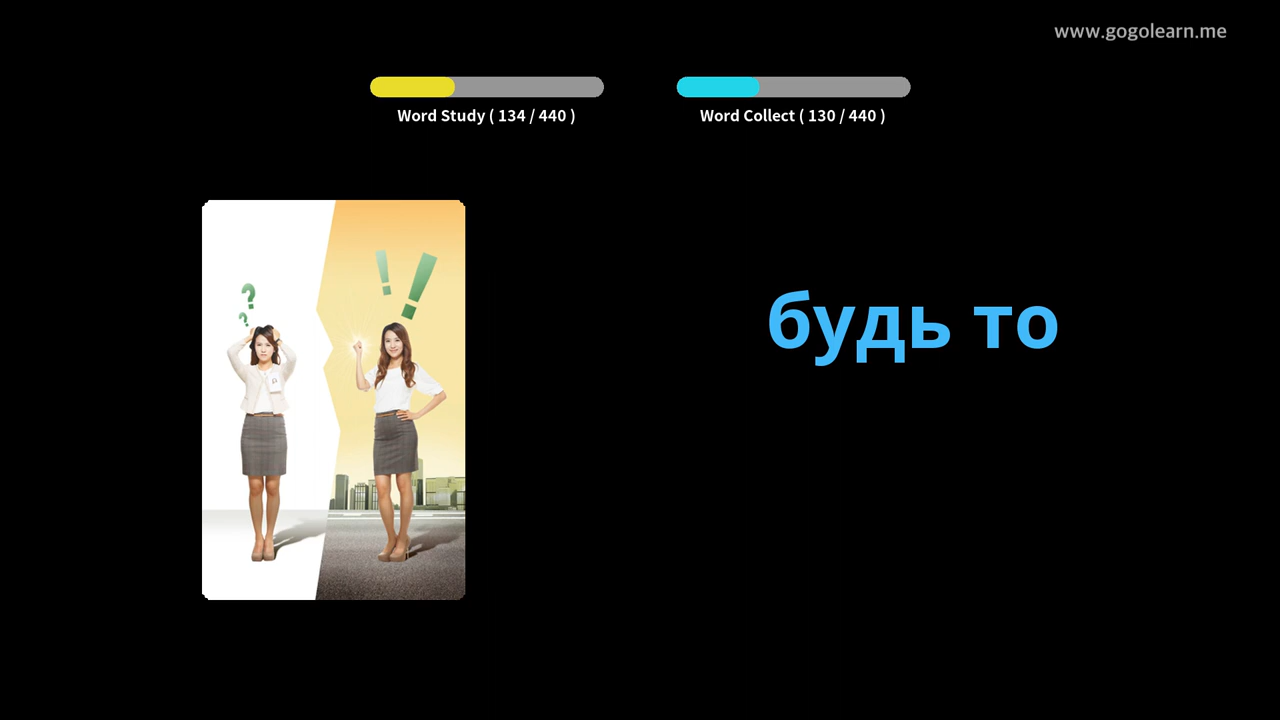 www.gogolearn.me
Word Study ( 134 / 440 )
Word Collect ( 130 / 440 )
? ?
! !
будь то